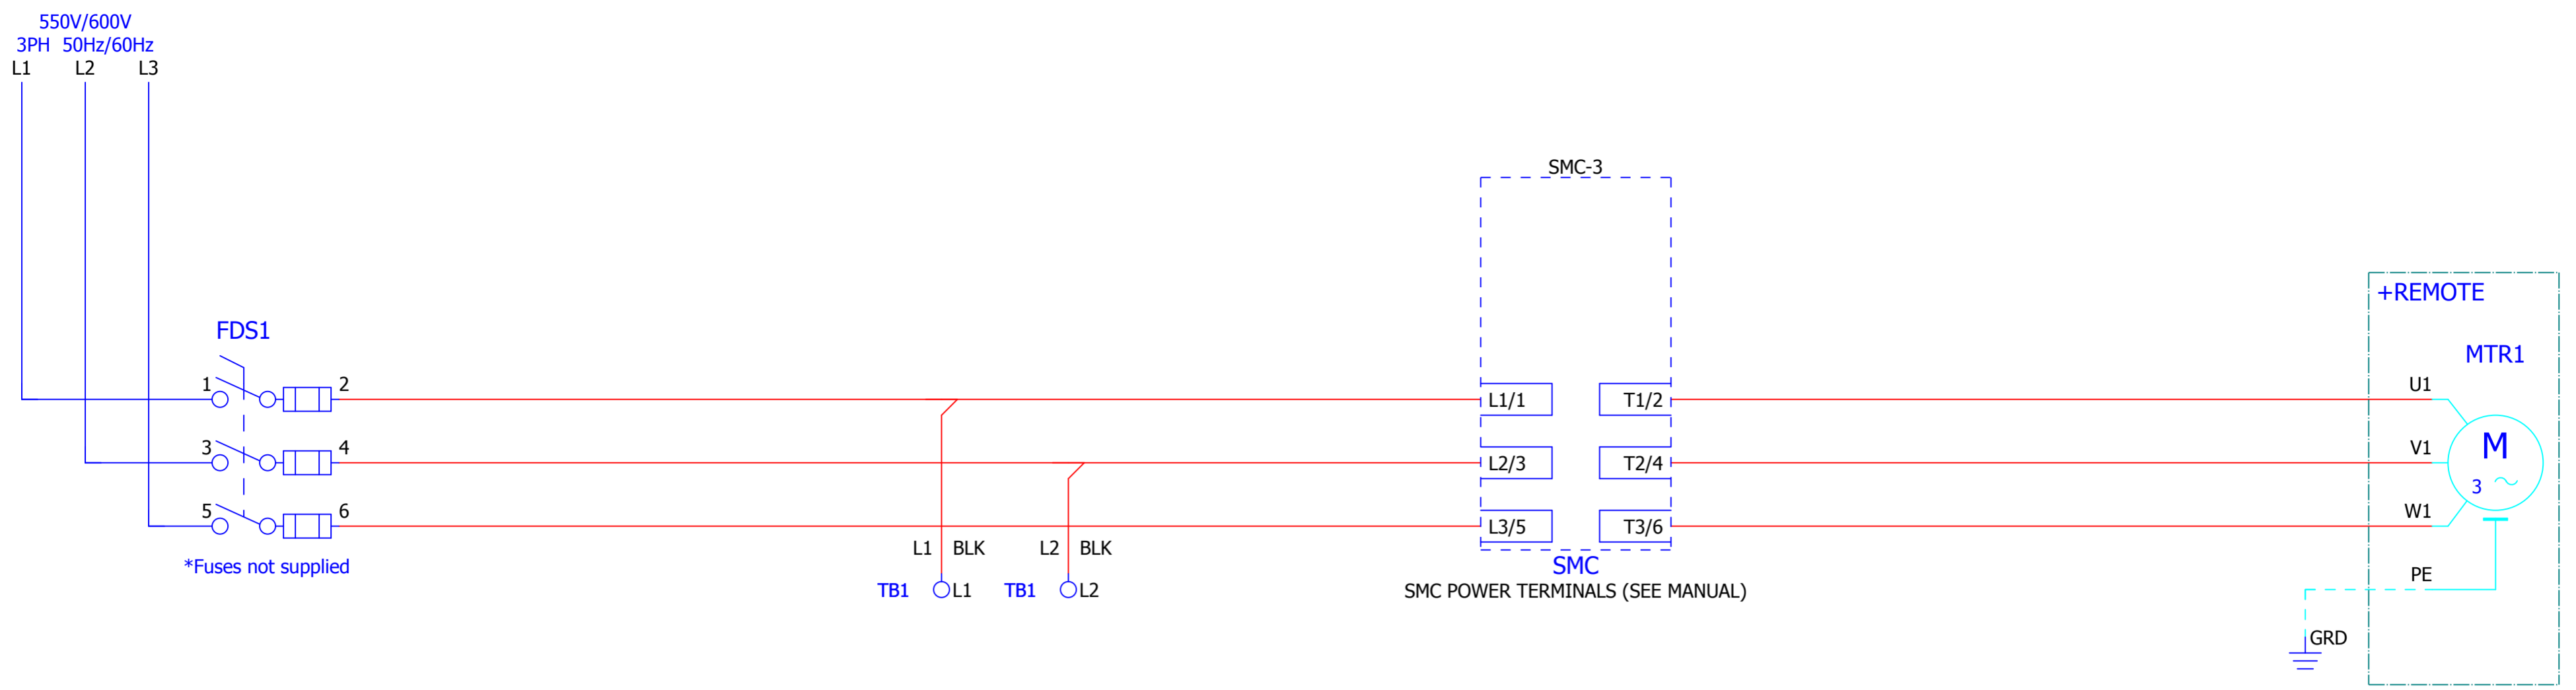 550V/600V
3PH 50Hz/60Hz
L1 L2 L3
SMC-3
+REMOTE
FDS1
MTR1
1 2
U1
L1/1 T1/2
3 4
V1
M
L2/3 T2/4
3
5 6
W1
L3/5 T3/6
L1 BLK L2 BLK
*Fuses not supplied
SMC
PE
TB1 L1 TB1 L2
SMC POWER TERMINALS (SEE MANUAL)
GRD